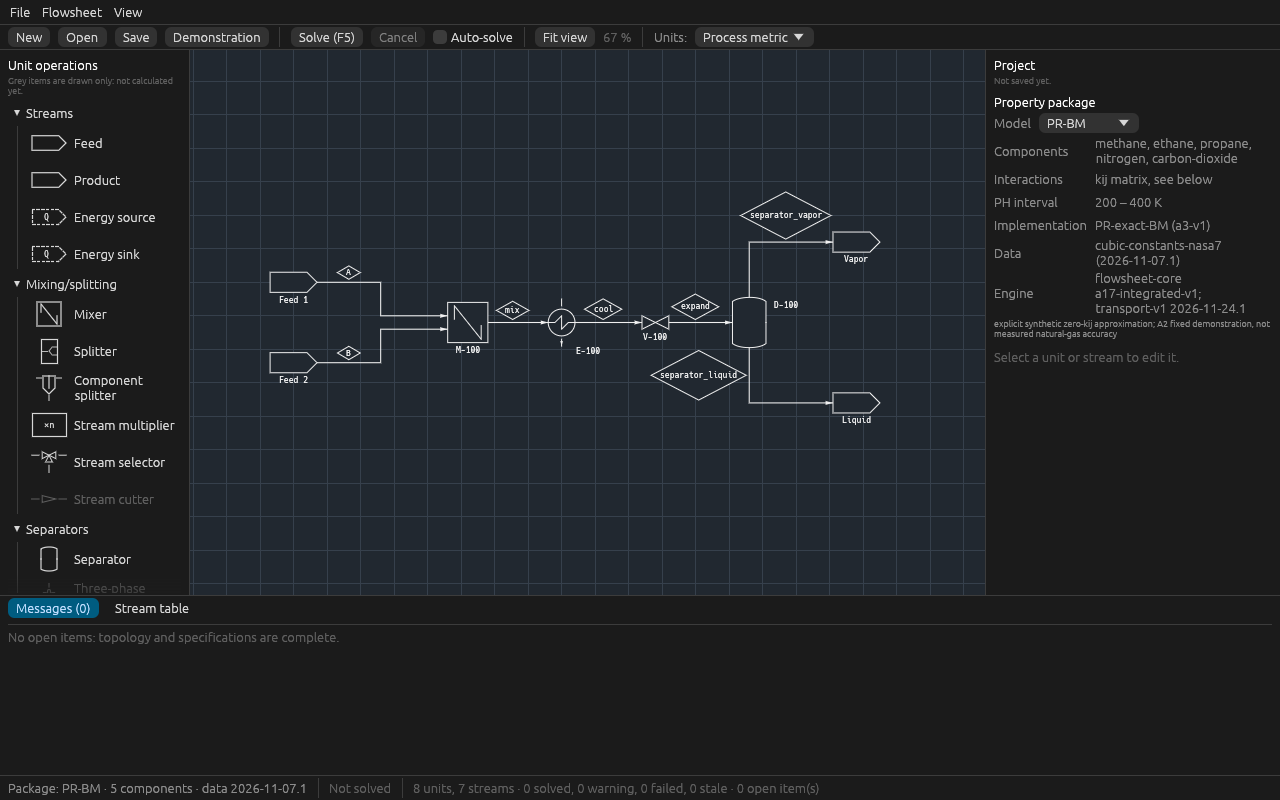 File Flowsheet View
New Open Save Demonstration Solve (F5) Cancel Auto-solve Fit view 67 % Units: Process metric
Unit operations
Grey items are drawn only: not calculated
yet.
Streams
Feed
Product
Q Energy source
Q Energy sink
Mixing/splitting
Mixer
Splitter
Component
splitter
×n Stream multiplier
Stream selector
Stream cutter
Separators
Separator
Three-phase
separator_vapor
Vapor
A
Feed 1
mix
cool
expand
D-100
V-100
M-100
E-100
B
Feed 2
separator_liquid
Liquid
Project
Not saved yet.
Property package
Model PR-BM
Components methane, ethane, propane,
nitrogen, carbon-dioxide
Interactions kij matrix, see below
PH interval 200 – 400 K
Implementation PR-exact-BM (a3-v1)
Data cubic-constants-nasa7
(2026-11-07.1)
Engine flowsheet-core
a17-integrated-v1;
transport-v1 2026-11-24.1
explicit synthetic zero-kij approximation; A2 fixed demonstration, not
measured natural-gas accuracy
Select a unit or stream to edit it.
Messages (0) Stream table
No open items: topology and specifications are complete.
Package: PR-BM · 5 components · data 2026-11-07.1 Not solved 8 units, 7 streams · 0 solved, 0 warning, 0 failed, 0 stale · 0 open item(s)